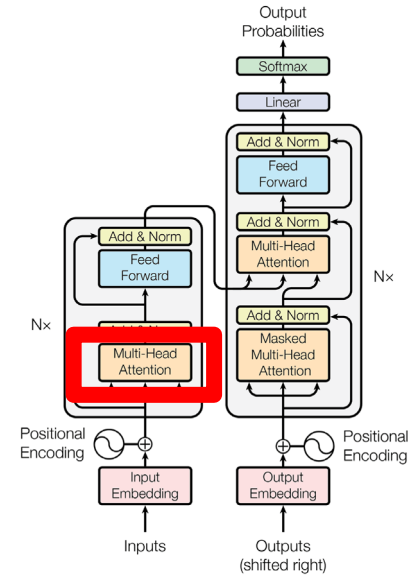 Output
Probabilities
Softmax
Linear
Add & Norm
Feed
Forward
Add & Norm
Multi-Head
Attention
Add & Norm
Masked
Multi-Head
Attention
N×
Add & Norm
Feed
Forward
N×
Add & Norm
Multi-Head
Attention
Positional
Encoding
Positional
Encoding
Input
Embedding
Output
Embedding
Inputs
Outputs
(shifted right)